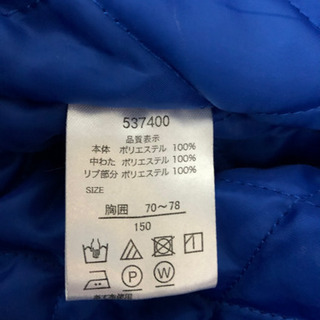 537400
品質表示
本体 ポリエステル 100%
中わた ポリエステル 100%
リブ部分 ポリエステル 100%
SIZE
胸囲 70〜78
150
P W